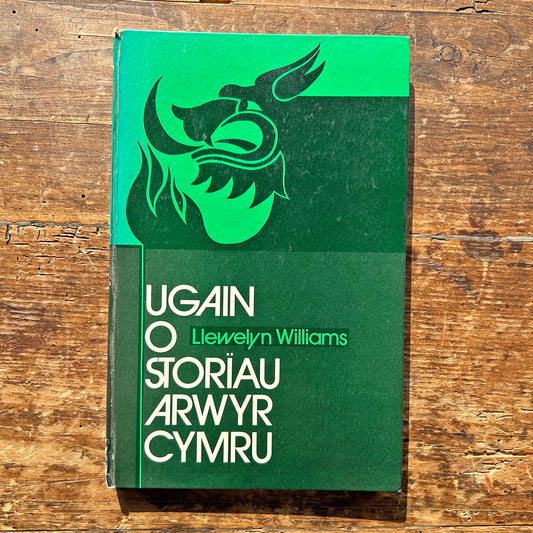 UGAIN
O
Llewelyn Williams
STORÏAU
ARWYR
CYMRU